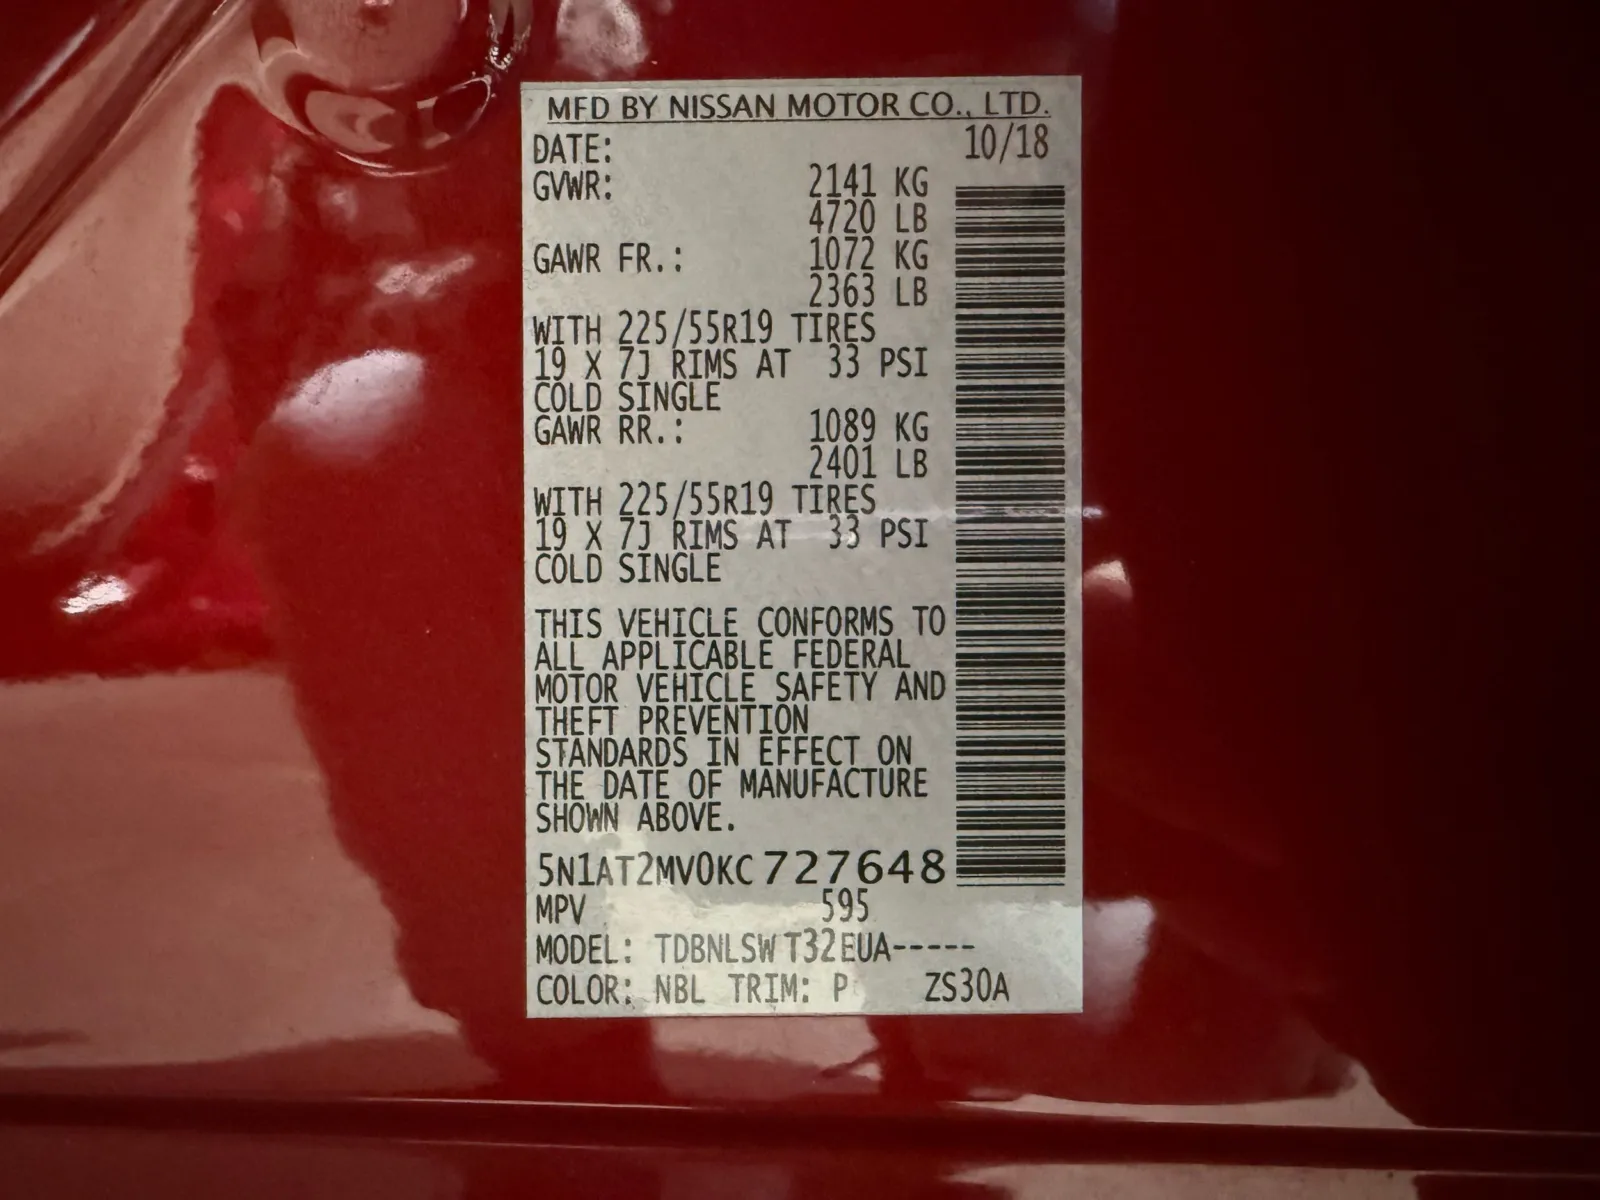 MFD BY NISSAN MOTOR CO., LTD.
DATE: 10/18
GVWR: 2141 KG
4720 LB
GAWR FR.: 1072 KG
2363 LB
WITH 225/55R19 TIRES
19 X 7J RIMS AT 33 PSI
COLD SINGLE
GAWR RR.: 1089 KG
2401 LB
WITH 225/55R19 TIRES
19 X 7J RIMS AT 33 PSI
COLD SINGLE
THIS VEHICLE CONFORMS TO
ALL APPLICABLE FEDERAL
MOTOR VEHICLE SAFETY AND
THEFT PREVENTION
STANDARDS IN EFFECT ON
THE DATE OF MANUFACTURE
SHOWN ABOVE.
5N1AT2MV0KC727648
MPV 595
MODEL: TDBNLSW T32EUA-----
COLOR: NBL TRIM: P ZS30A